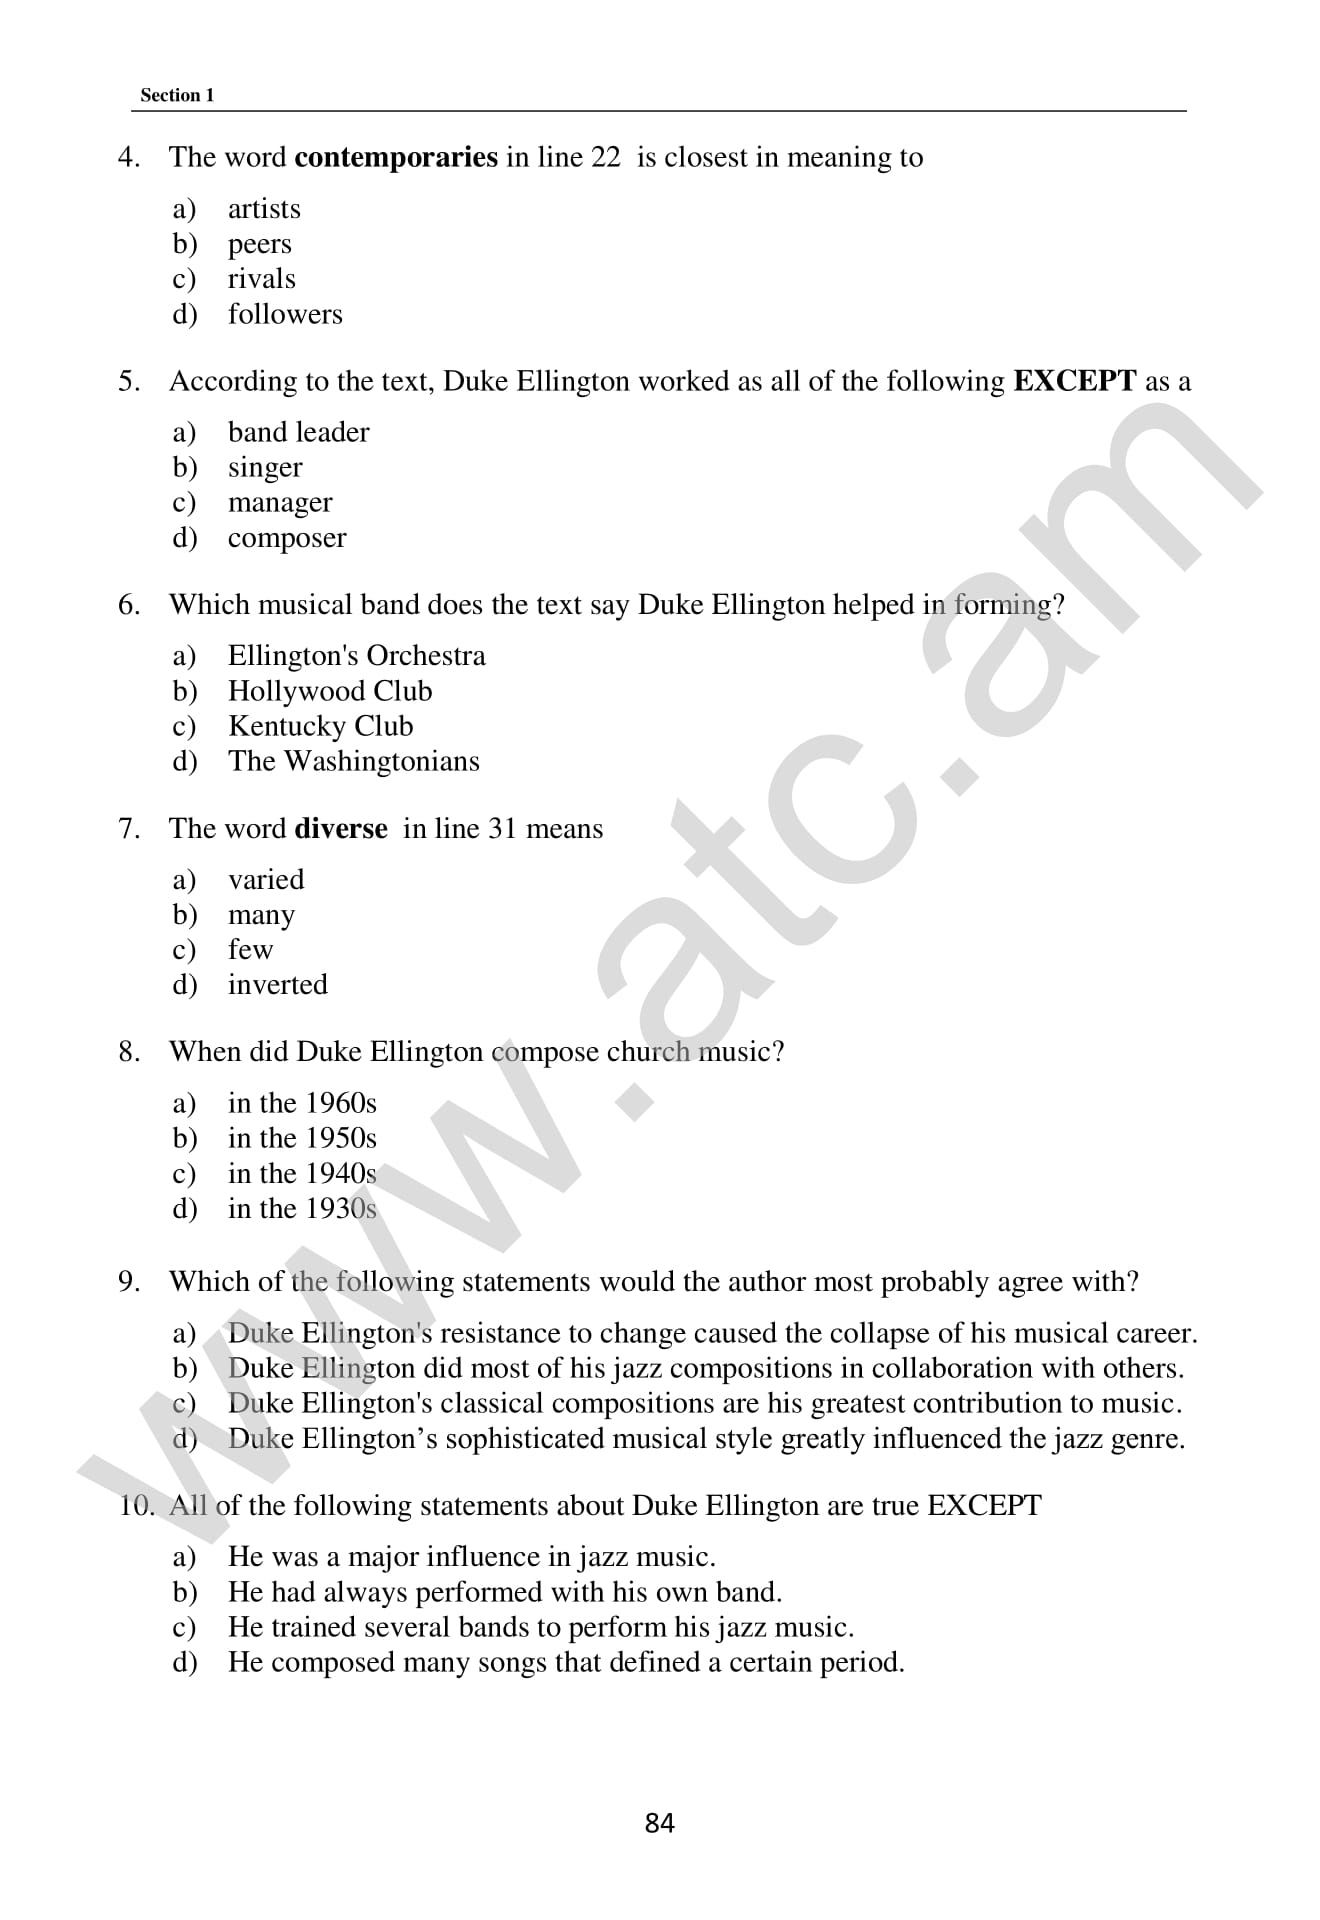 Section 1
4. The word contemporaries in line 22 is closest in meaning to
a) artists
b) peers
c) rivals
d) followers
5. According to the text, Duke Ellington worked as all of the following EXCEPT as a
a) band leader
b) singer
c) manager
d) composer
6. Which musical band does the text say Duke Ellington helped in forming?
a) Ellington's Orchestra
b) Hollywood Club
c) Kentucky Club
d) The Washingtonians
7. The word diverse in line 31 means
a) varied
b) many
c) few
d) inverted
8. When did Duke Ellington compose church music?
a) in the 1960s
b) in the 1950s
c) in the 1940s
d) in the 1930s
9. Which of the following statements would the author most probably agree with?
a) Duke Ellington's resistance to change caused the collapse of his musical career.
b) Duke Ellington did most of his jazz compositions in collaboration with others.
c) Duke Ellington's classical compositions are his greatest contribution to music.
d) Duke Ellington’s sophisticated musical style greatly influenced the jazz genre.
10. All of the following statements about Duke Ellington are true EXCEPT
a) He was a major influence in jazz music.
b) He had always performed with his own band.
c) He trained several bands to perform his jazz music.
d) He composed many songs that defined a certain period.
84
www.atc.am